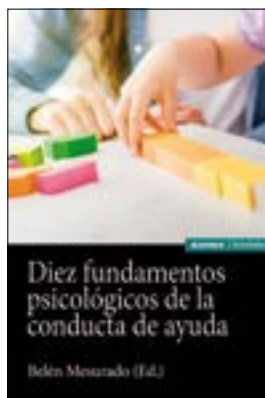 Diez fundamentos
psicológicos de la
conducta de ayuda
Belén Mesurado (Ed.)